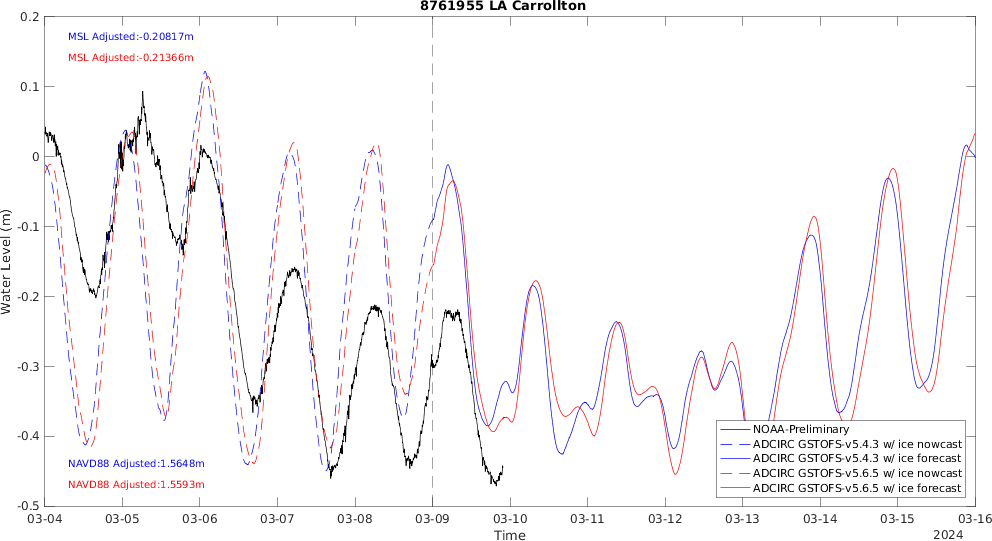 8761955 LA Carrollton
MSL Adjusted:-0.20817m
MSL Adjusted:-0.21366m
0.2
0.1
0
-0.1
-0.2
-0.3
-0.4
-0.5
Water Level (m)
NAVD88 Adjusted:1.5648m
NAVD88 Adjusted:1.5593m
NOAA-Preliminary
ADCIRC GSTOFS-v5.4.3 w/ ice nowcast
ADCIRC GSTOFS-v5.4.3 w/ ice forecast
ADCIRC GSTOFS-v5.6.5 w/ ice nowcast
ADCIRC GSTOFS-v5.6.5 w/ ice forecast
03-04 03-05 03-06 03-07 03-08 03-09 03-10 03-11 03-12 03-13 03-14 03-15 03-16
Time
2024